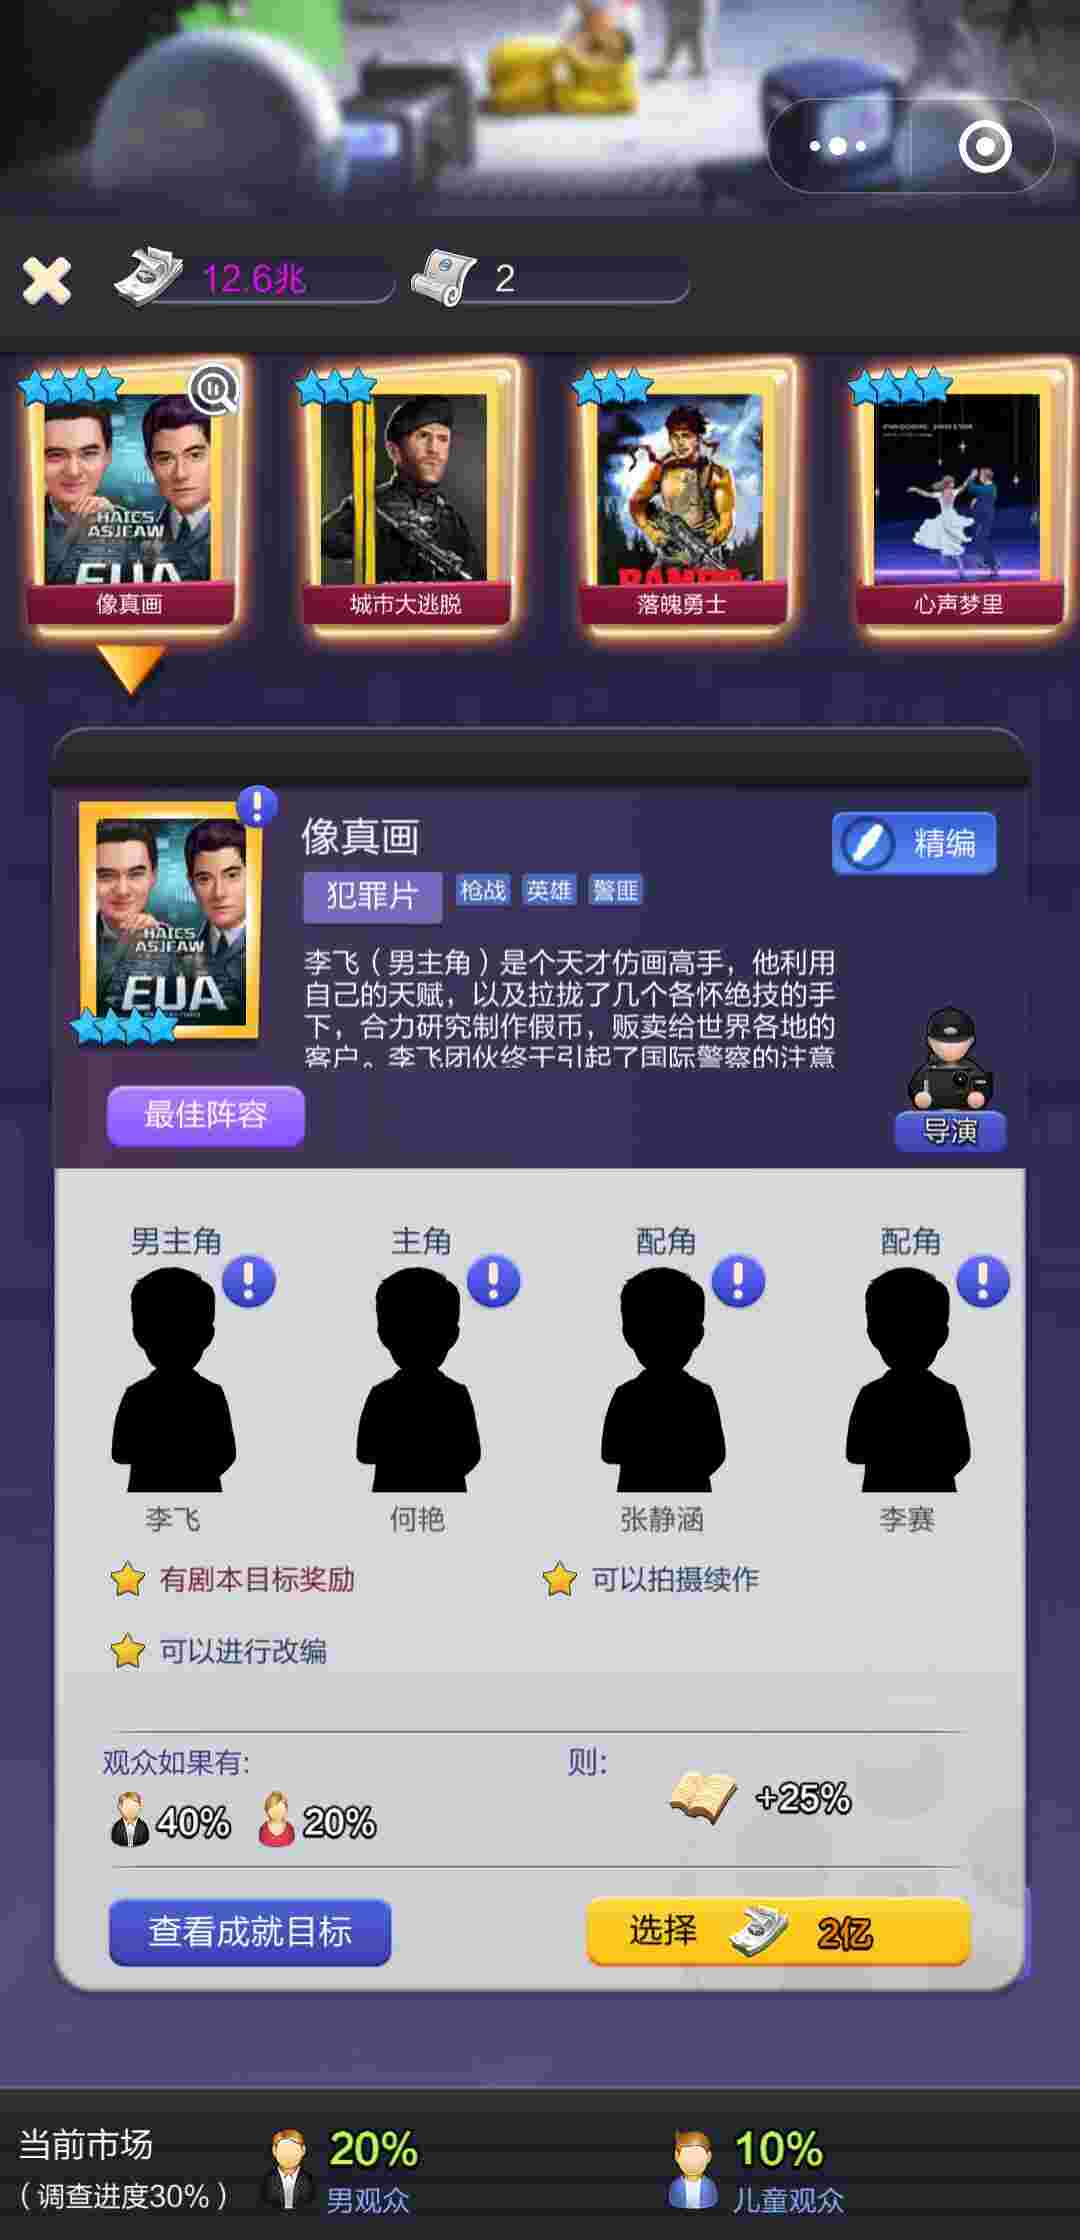 12.6兆
2
HAICS/
ASJEAW
EUA
像真画
城市大逃脱
落魄勇士
心声梦里
像真画
精编
犯罪片 枪战 英雄 警匪
李飞（男主角）是个天才仿画高手，他利用
自己的天赋，以及拉拢了几个各怀绝技的手
下，合力研究制作假币，贩卖给世界各地的
客户。李飞团伙终于引起了国际警察的注意
HAICS/
ASJEAW
EUA
最佳阵容
导演
男主角 主角 配角 配角
李飞 何艳 张静涵 李赛
有剧本目标奖励 可以拍摄续作
可以进行改编
观众如果有: 则:
40% 20% +25%
查看成就目标 选择 2亿
当前市场 20% 10%
（调查进度30%） 男观众 儿童观众